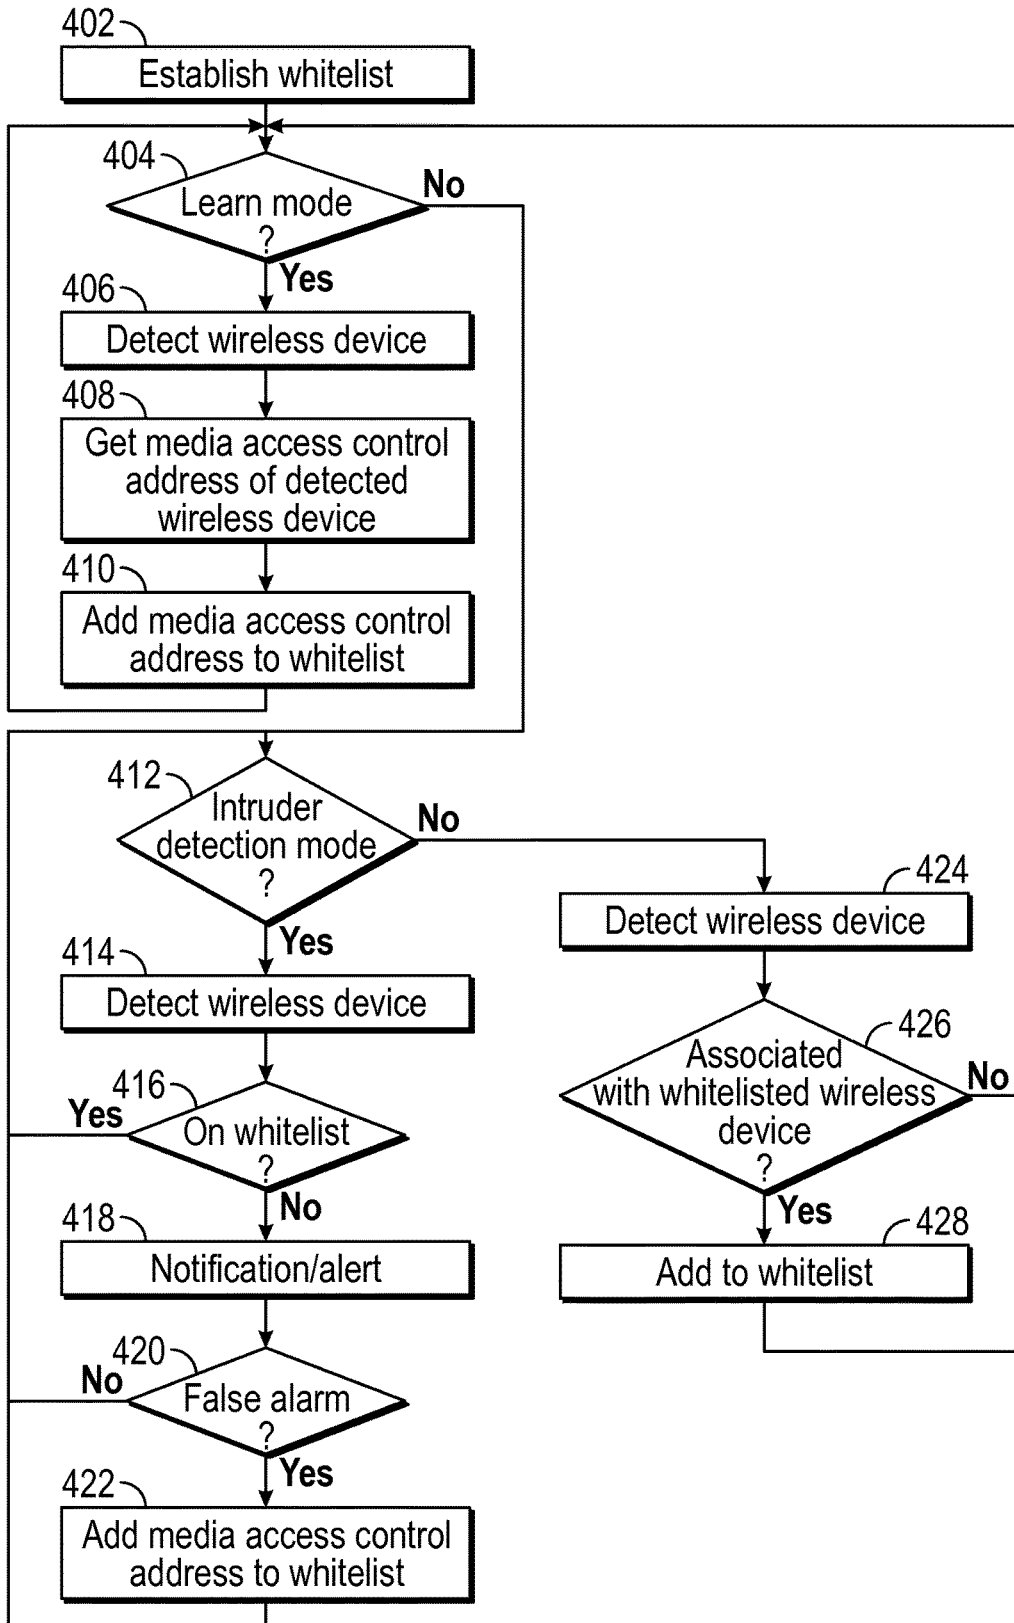 402
Establish whitelist
404
Learn mode
?
No
Yes
406
Detect wireless device
408
Get media access control
address of detected
wireless device
410
Add media access control
address to whitelist
412
Intruder
detection mode
?
No
Yes
414
Detect wireless device
416
On whitelist
?
Yes
No
418
Notification/alert
420
False alarm
?
No
Yes
422
Add media access control
address to whitelist
424
Detect wireless device
426
Associated
with whitelisted wireless
device
?
No
Yes
428
Add to whitelist